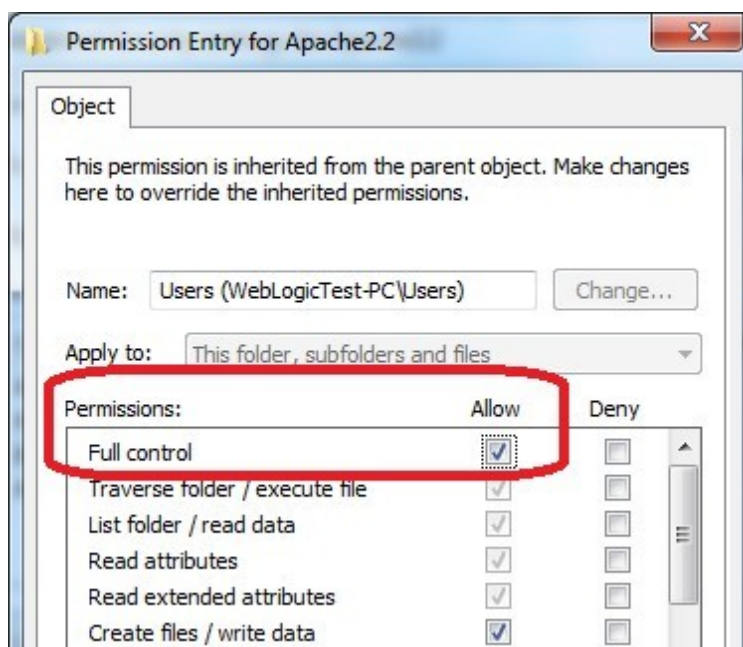 Permission Entry for Apache2.2
Object
This permission is inherited from the parent object. Make changes
here to override the inherited permissions.
Name: Users (WebLogicTest-PC\Users) Change...
Apply to: This folder, subfolders and files
Permissions: Allow Deny
Full control
Traverse folder / execute file
List folder / read data
Read attributes
Read extended attributes
Create files / write data